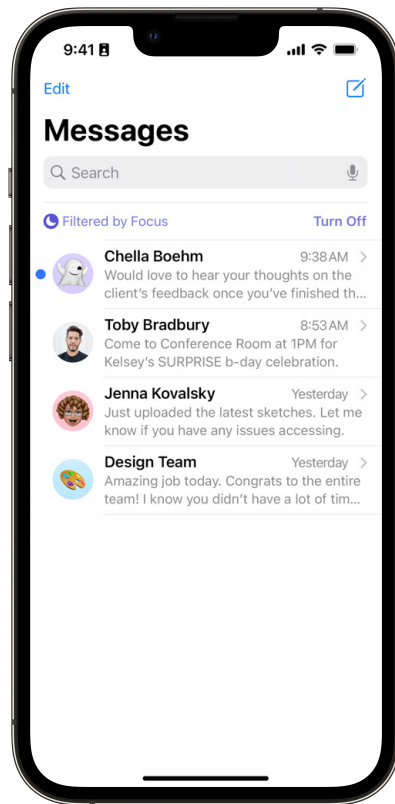 9:41
Edit
Messages
Search
Filtered by Focus Turn Off
Chella Boehm 9:38 AM
Would love to hear your thoughts on the
client's feedback once you've finished th...
Toby Bradbury 8:53 AM
Come to Conference Room at 1PM for
Kelsey's SURPRISE b-day celebration.
Jenna Kovalsky Yesterday
Just uploaded the latest sketches. Let me
know if you have any issues accessing.
Design Team Yesterday
Amazing job today. Congrats to the entire
team! I know you didn't have a lot of tim...